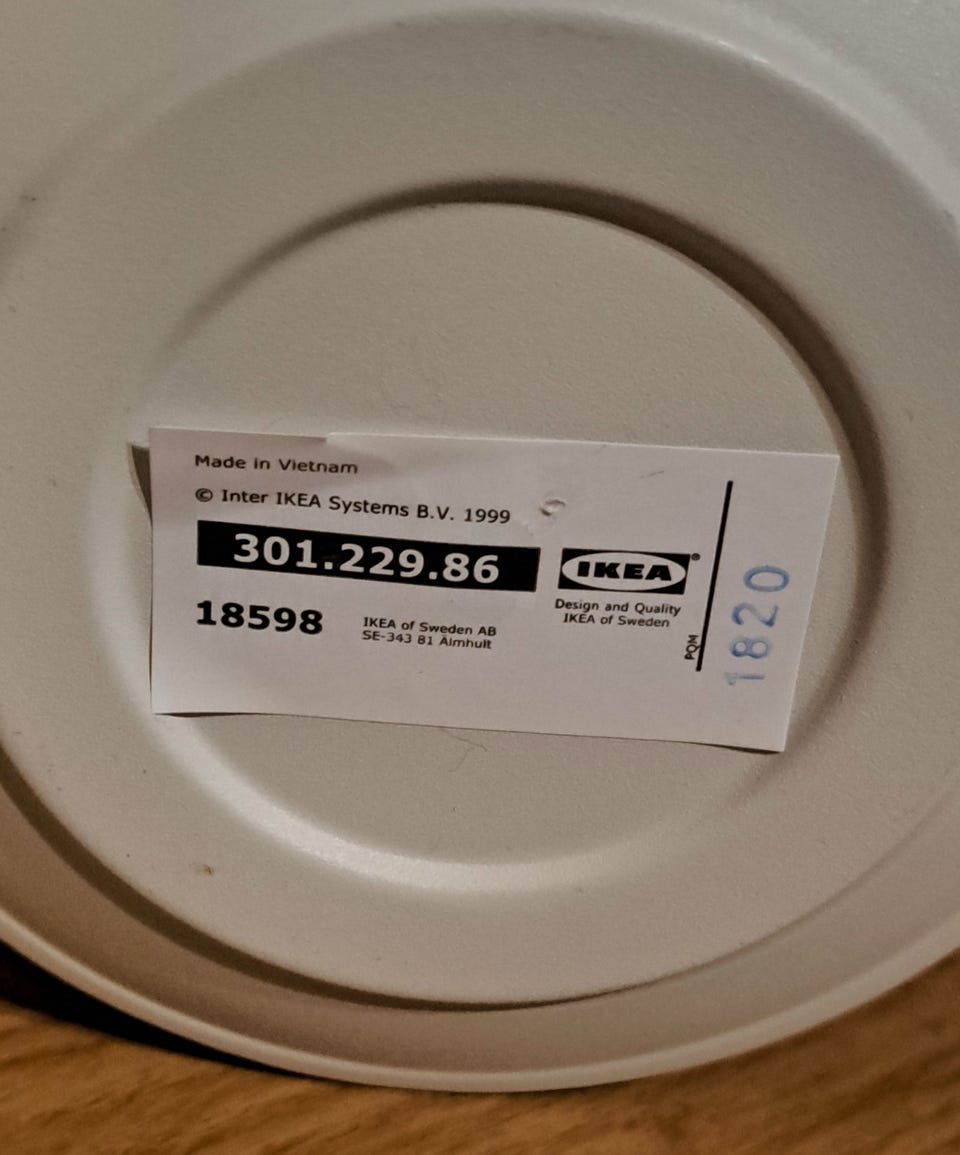 Made in Vietnam
© Inter IKEA Systems B.V. 1999
301.229.86
18598
IKEA of Sweden AB
SE-343 81 Älmhult
IKEA®
Design and Quality
IKEA of Sweden
PQM
1820